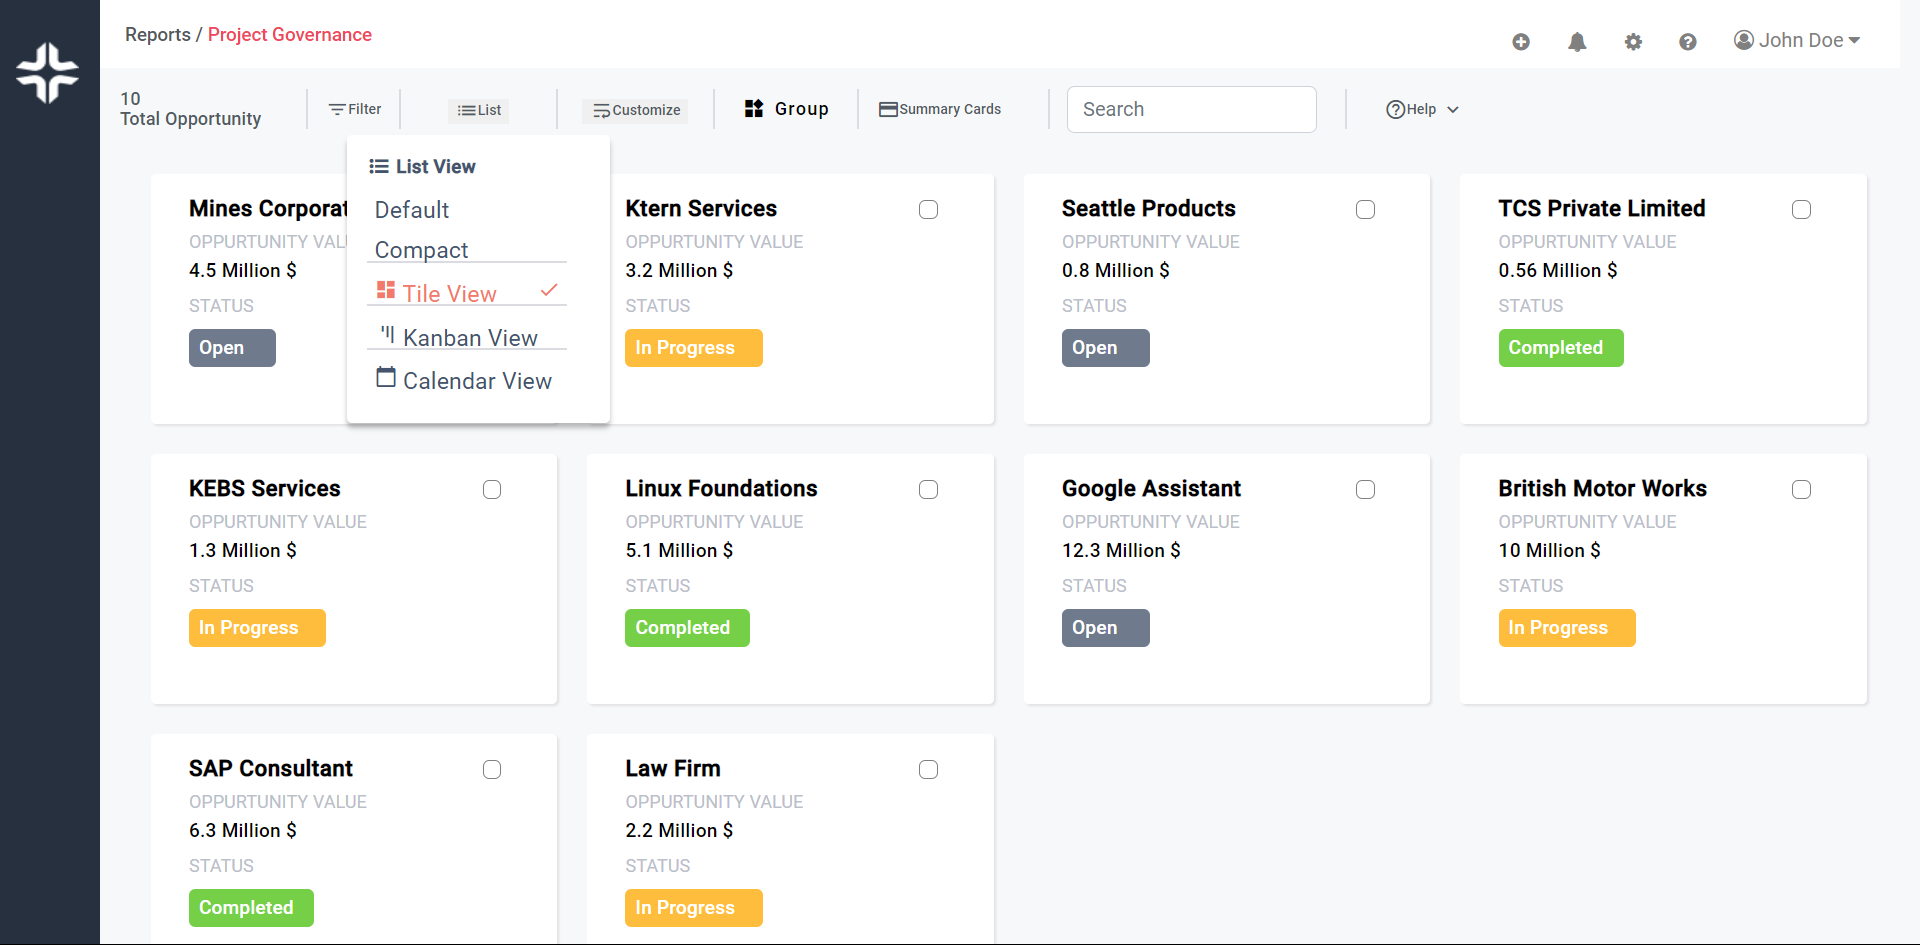 Reports / Project Governance
John Doe
10
Total Opportunity
Filter
List
Customize
Group
Summary Cards
Search
Help
List View
Default
Compact
Tile View
Kanban View
Calendar View
Mines Corporat
OPPURTUNITY VAL
4.5 Million $
STATUS
Open
Ktern Services
OPPURTUNITY VALUE
3.2 Million $
STATUS
In Progress
Seattle Products
OPPURTUNITY VALUE
0.8 Million $
STATUS
Open
TCS Private Limited
OPPURTUNITY VALUE
0.56 Million $
STATUS
Completed
KEBS Services
OPPURTUNITY VALUE
1.3 Million $
STATUS
In Progress
Linux Foundations
OPPURTUNITY VALUE
5.1 Million $
STATUS
Completed
Google Assistant
OPPURTUNITY VALUE
12.3 Million $
STATUS
Open
British Motor Works
OPPURTUNITY VALUE
10 Million $
STATUS
In Progress
SAP Consultant
OPPURTUNITY VALUE
6.3 Million $
STATUS
Completed
Law Firm
OPPURTUNITY VALUE
2.2 Million $
STATUS
In Progress